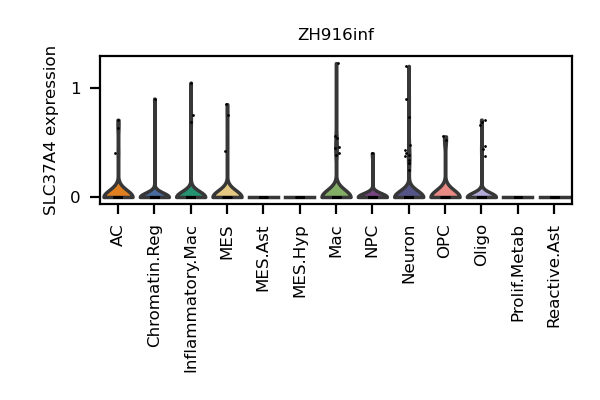 ZH916inf
SLC37A4 expression
1
0
AC
Chromatin.Reg
Inflammatory.Mac
MES
MES.Ast
MES.Hyp
Mac
NPC
Neuron
OPC
Oligo
Prolif.Metab
Reactive.Ast